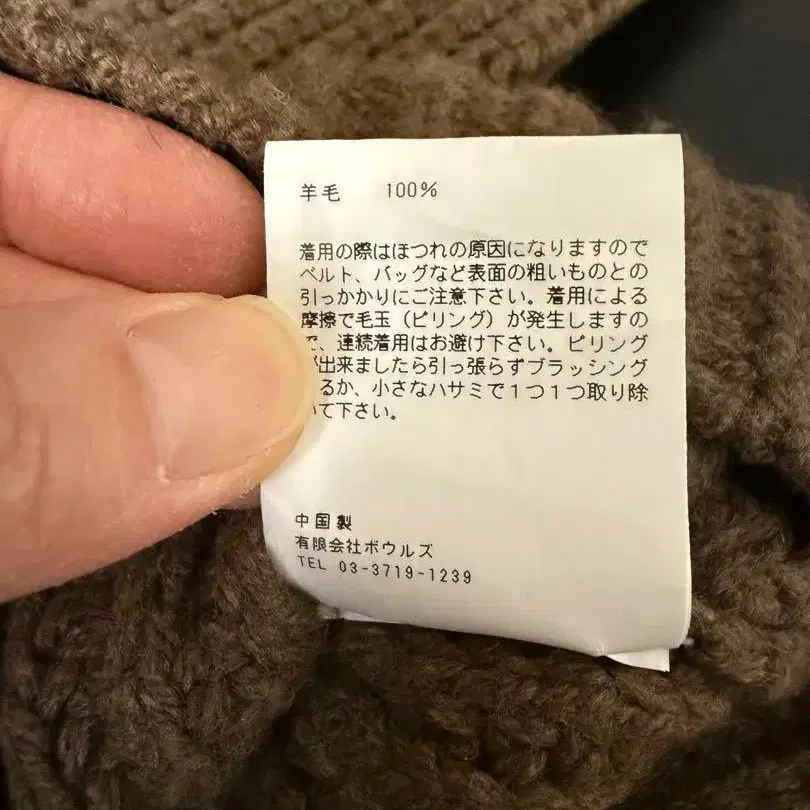 羊毛 100%
着用の際はほつれの原因になりますので
ベルト、バッグなど表面の粗いものとの
引っかかりにご注意下さい。着用による
摩擦で毛玉（ピリング）が発生しますの
で、連続着用はお避け下さい。ピリング
が出来ましたら引っ張らずブラッシング
るか、小さなハサミで1つ1つ取り除
いて下さい。
中国製
有限会社ボウルズ
TEL 03-3719-1239